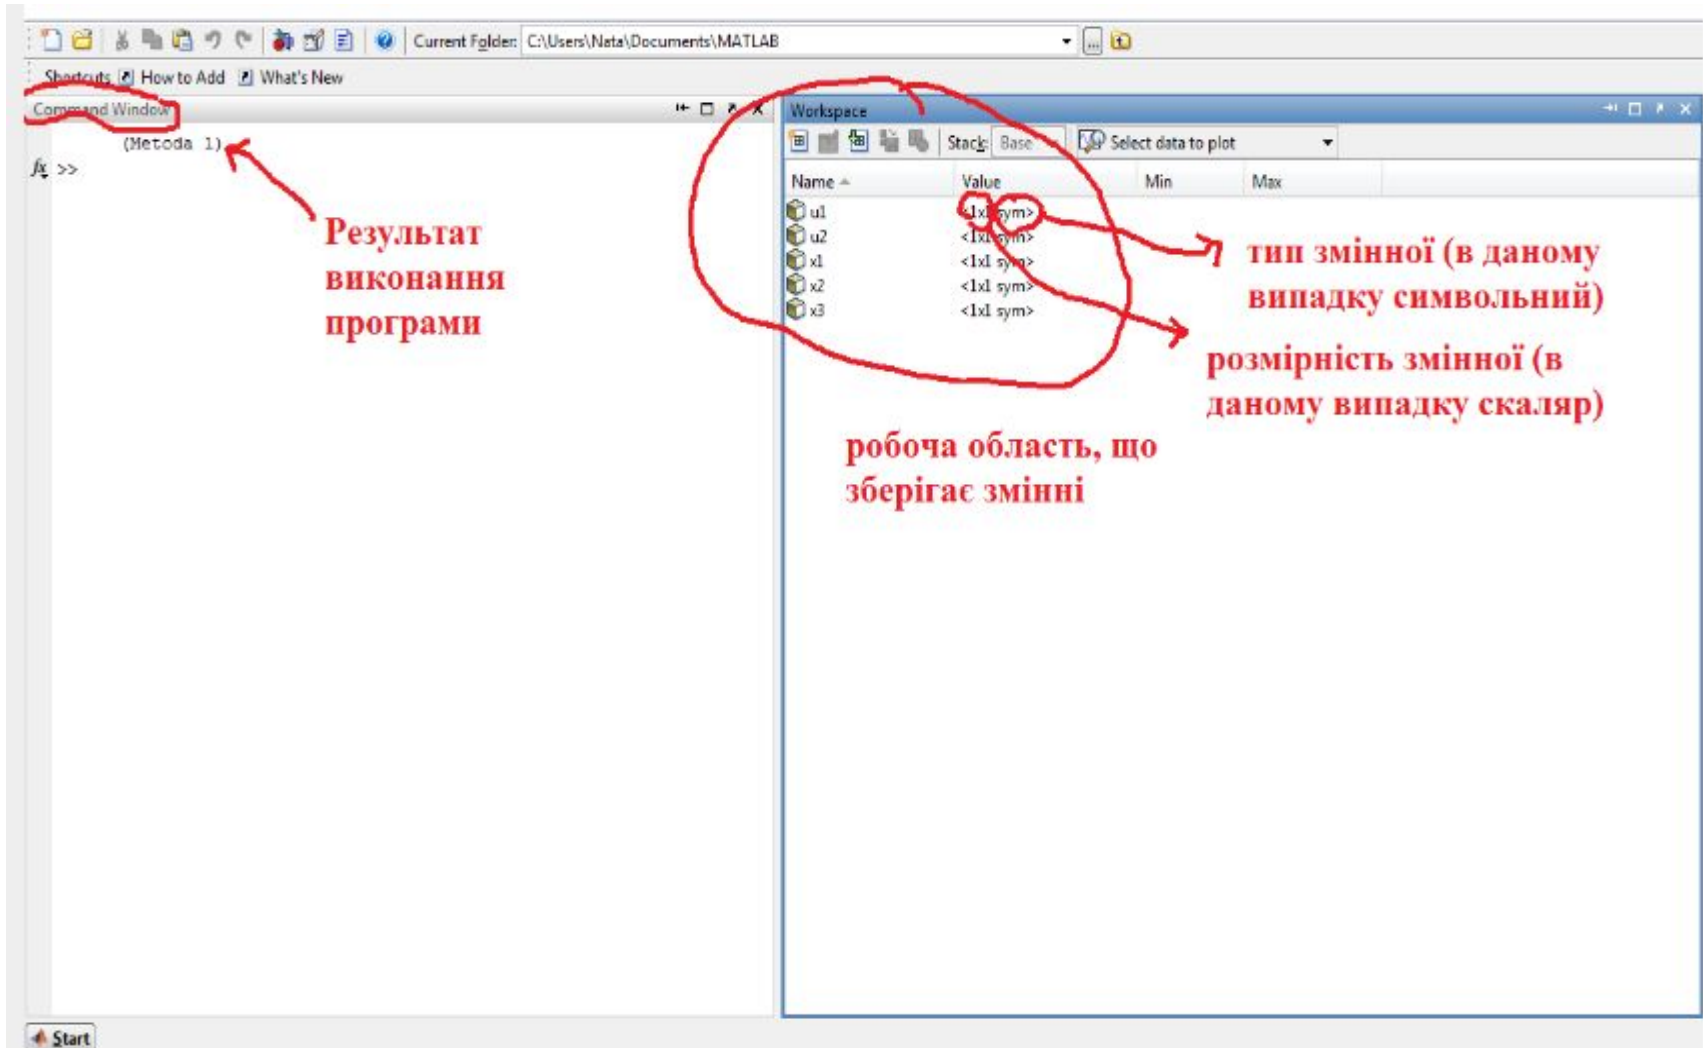 Current Folder: C:\Users\Nata\Documents\MATLAB
Shortcuts How to Add What's New
Command Window
(Metoda 1)
fx >>
Результат
виконання
програми
Workspace
Stack: Base Select data to plot
Name Value Min Max
u1 <1x1 sym>
u2 <1x1 sym>
x1 <1x1 sym>
x2 <1x1 sym>
x3 <1x1 sym>
тип змінної (в даному
випадку символьний)
розмірність змінної (в
даному випадку скаляр)
робоча область, що
зберігає змінні
Start